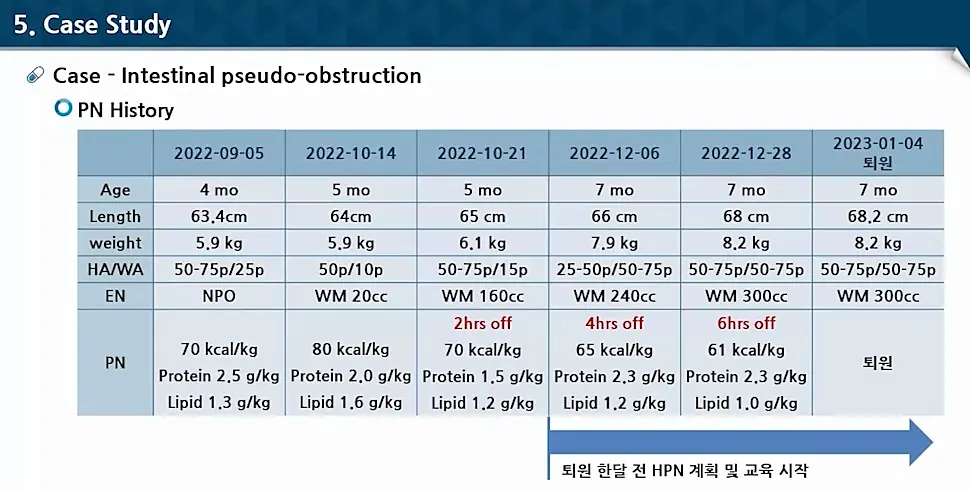 5. Case Study
Case - Intestinal pseudo-obstruction
PN History
2022-09-05 2022-10-14 2022-10-21 2022-12-06 2022-12-28 2023-01-04 퇴원
Age 4 mo 5 mo 5 mo 7 mo 7 mo 7 mo
Length 63.4cm 64cm 65 cm 66 cm 68 cm 68.2 cm
weight 5.9 kg 5.9 kg 6.1 kg 7.9 kg 8.2 kg 8.2 kg
HA/WA 50-75p/25p 50p/10p 50-75p/15p 25-50p/50-75p 50-75p/50-75p 50-75p/50-75p
EN NPO WM 20cc WM 160cc WM 240cc WM 300cc WM 300cc
2hrs off 4hrs off 6hrs off
70 kcal/kg 80 kcal/kg 70 kcal/kg 65 kcal/kg 61 kcal/kg
PN Protein 2.5 g/kg Protein 2.0 g/kg Protein 1.5 g/kg Protein 2.3 g/kg Protein 2.3 g/kg 퇴원
Lipid 1.3 g/kg Lipid 1.6 g/kg Lipid 1.2 g/kg Lipid 1.2 g/kg Lipid 1.0 g/kg
퇴원 한달 전 HPN 계획 및 교육 시작